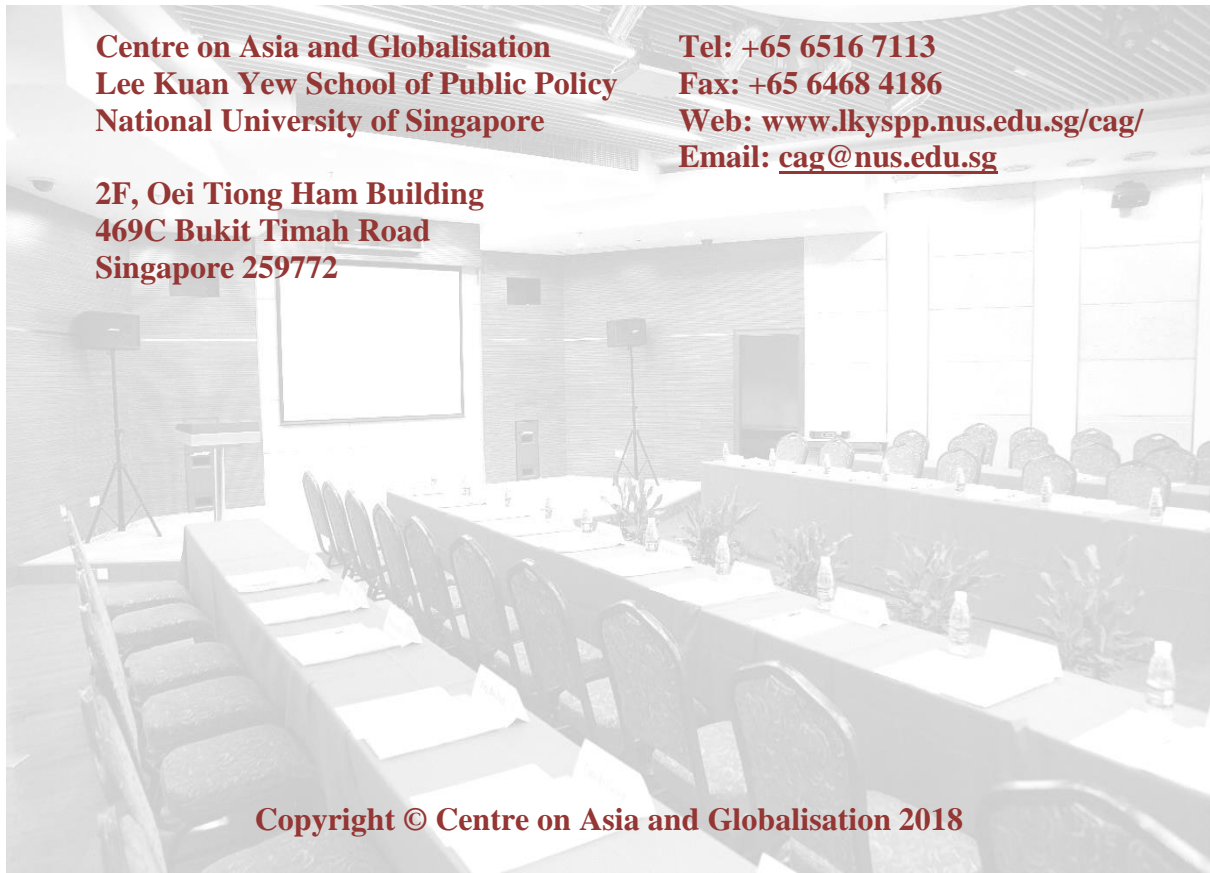 Centre on Asia and Globalisation
Lee Kuan Yew School of Public Policy
National University of Singapore
2F, Oei Tiong Ham Building
469C Bukit Timah Road
Singapore 259772
Tel: +65 6516 7113
Fax: +65 6468 4186
Web: www.lkyspp.nus.edu.sg/cag/
Email: cag@nus.edu.sg
Copyright © Centre on Asia and Globalisation 2018